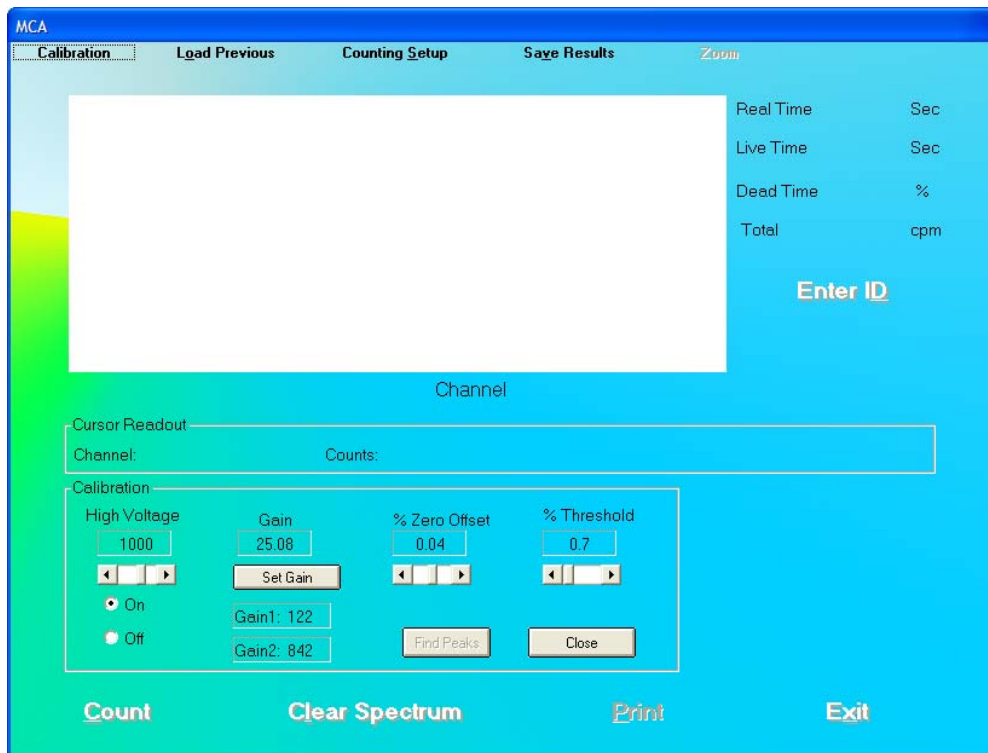 MCA
Calibration Load Previous Counting Setup Save Results Zoom
Real Time Sec
Live Time Sec
Dead Time %
Total cpm
Enter ID
Channel
Cursor Readout
Channel: Counts:
Calibration
High Voltage Gain % Zero Offset % Threshold
1000 25.08 0.04 0.7
Set Gain
On
Gain1: 122
Off
Gain2: 842
Find Peaks Close
Count Clear Spectrum Print Exit